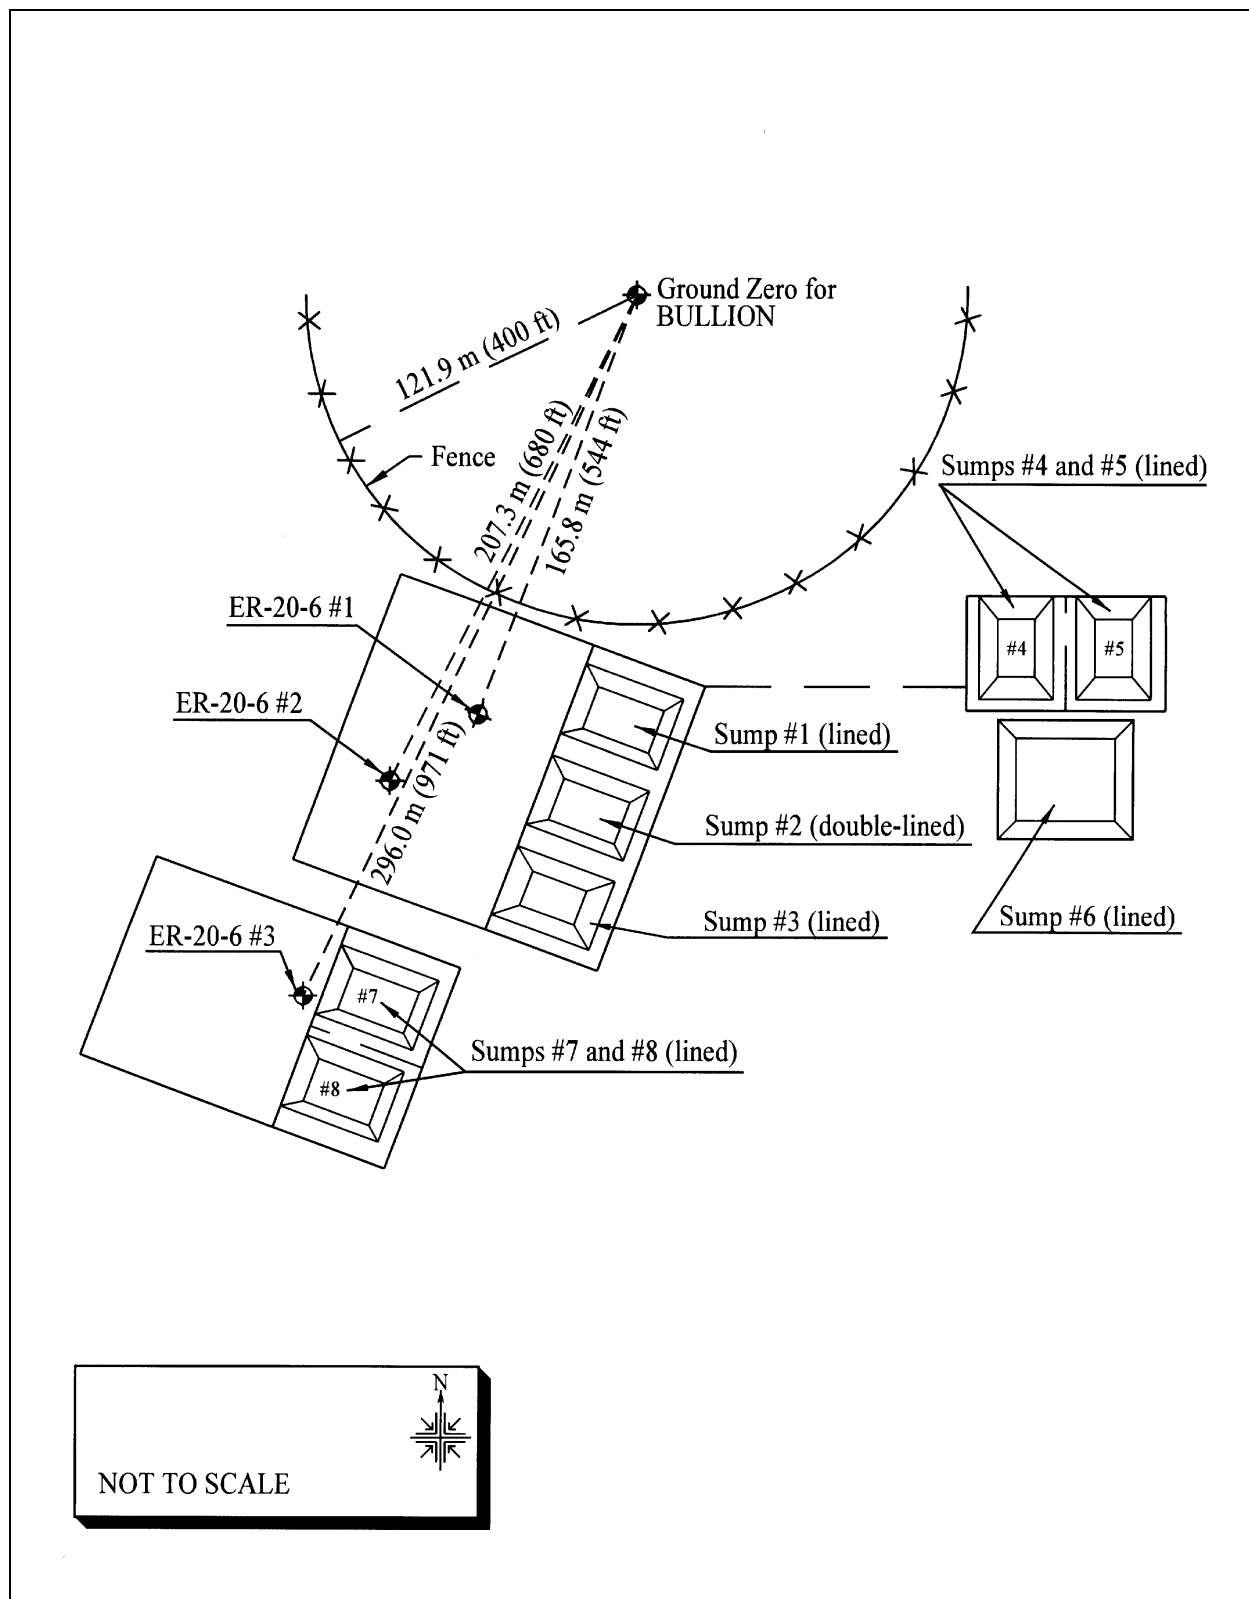 Ground Zero for
BULLION
121.9 m (400 ft)
Fence
207.3 m (680 ft)
165.8 m (544 ft)
Sumps #4 and #5 (lined)
ER-20-6 #1
#4
#5
ER-20-6 #2
Sump #1 (lined)
296.0 m (971 ft)
Sump #2 (double-lined)
Sump #3 (lined)
Sump #6 (lined)
ER-20-6 #3
#7
Sumps #7 and #8 (lined)
#8
N
NOT TO SCALE